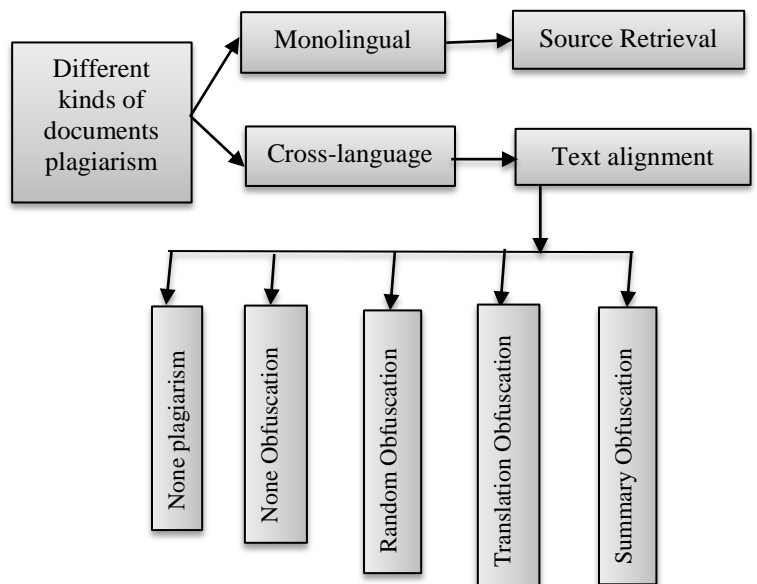 Different
kinds of
documents
plagiarism
Monolingual
Source Retrieval
Cross-language
Text alignment
None plagiarism
None Obfuscation
Random Obfuscation
Translation Obfuscation
Summary Obfuscation